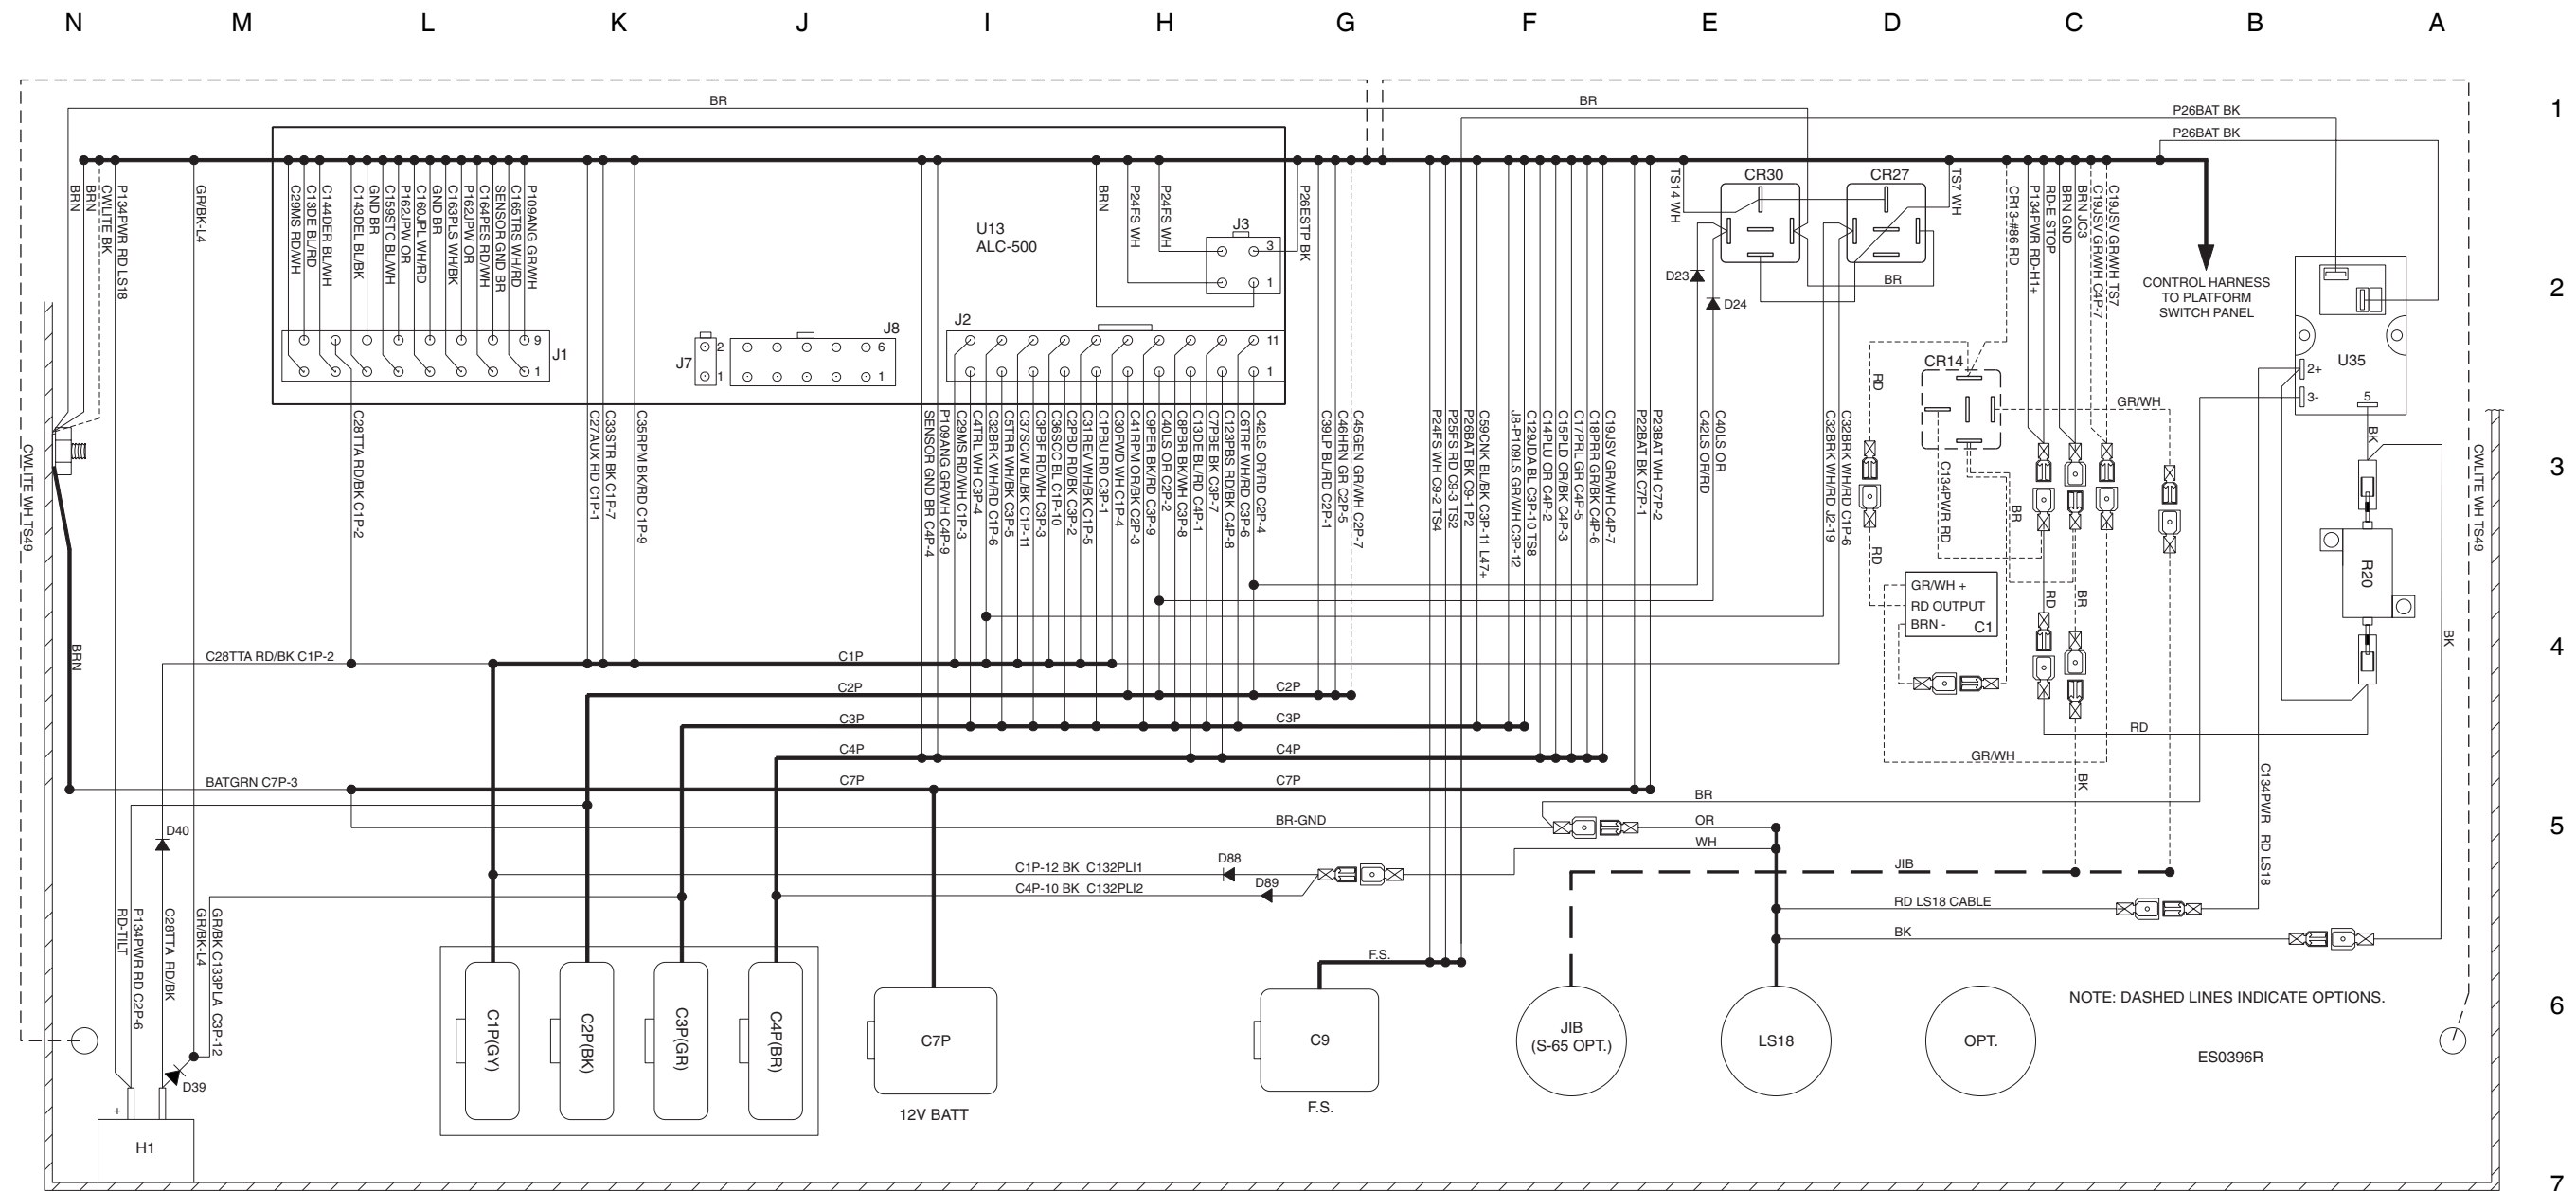 N M L K J I H G F E D C B A
1
2
3
4
5
6
7
BR
BR
P26BAT BK
P26BAT BK
BRN
BRN
CWLITE BK
P134PWR RD LS18
GR/BK-L4
C29MS RD/WH
C13DE BL/RD
C144DER BL/WH
C143DEL BL/BK
GND BR
C159STC BL/WH
P162JPW OR
C160JPL WH/RD
GND BR
C163PLS WH/BK
P162JPW OR
C164PES RD/WH
SENSOR GND BR
C165TRS WH/RD
P109ANG GR/WH
U13
ALC-500
BRN
P24FS WH
P24FS WH
J3
3
1
P26ESTP BK
TS14 WH
CR30
CR27
TS7 WH
BR
D23
D24
CR13-#86 RD
P134PWR RD-H1+
RD-E STOP
BRN GND
BRN JC3
C19JSV GR/WH C4P-7
C19JSV GR/WH TS7
CONTROL HARNESS
TO PLATFORM
SWITCH PANEL
U35
2+
3-
5
J1
9
1
J7
2
1
J8
6
1
J2
11
1
CR14
RD
GR/WH
C134PWR RD
BR
RD
BK
R20
BK
CWLITE WH TS49
CWLITE WH TS49
C28TTA RD/BK C1P-2
C27AUX RD C1P-1
C33STR BK C1P-7
C35RPM BK/RD C1P-9
SENSOR GND BR C4P-4
P109ANG GR/WH C4P-9
C29MS RD/WH C1P-3
C4TRL WH C3P-4
C32BRK WH/RD C1P-6
C5TRR WH/BK C3P-5
C37SCW BL/BK C1P-11
C3PBF RD/WH C3P-3
C36SCC BL C1P-10
C2PBD RD/BK C3P-2
C31REV WH/BK C1P-5
C1PBU RD C3P-1
C30FWD WH C1P-4
C41RPM OR/BK C2P-3
C9PER BK/RD C3P-9
C40LS OR C2P-2
C8PBR BK/WH C3P-8
C13DE BL/RD C4P-1
C7PBE BK C3P-7
C123PBS RD/BK C4P-8
C6TRF WH/RD C3P-6
C42LS OR/RD C2P-4
C39LP BL/RD C2P-1
C46HRN GR C2P-5
C45GEN GR/WH C2P-7
P24FS WH C9-2 TS4
P25FS RD C9-3 TS2
P26BAT BK C9-1 P2
C59CNK BL/BK C3P-11 L47+
J8-P109LS GR/WH C3P-12
C129JDA BL C3P-10 TS8
C14PLU OR C4P-2
C15PLD OR/BK C4P-3
C17PRL GR C4P-5
C18PRR GR/BK C4P-6
C19JSV GR/WH C4P-7
P22BAT BK C7P-1
P23BAT WH C7P-2
C42LS OR/RD
C40LS OR
C32BRK WH/RD J2-19
C32BRK WH/RD C1P-6
GR/WH +
RD OUTPUT
BRN -
C1
RD
BR
BRN
C28TTA RD/BK C1P-2
C1P
C2P
C2P
C3P
C3P
C4P
C4P
BATGRN C7P-3
C7P
C7P
RD
GR/WH
BK
BR
BR-GND
OR
WH
C134PWR RD LS18
D40
C1P-12 BK C132PLI1
D88
C4P-10 BK C132PLI2
D89
JIB
RD LS18 CABLE
BK
RD-TILT
P134PWR RD C2P-6
C28TTA RD/BK
GR/BK-L4
GR/BK C133PLA C3P-12
F.S.
C1P(GY)
C2P(BK)
C3P(GR)
C4P(BR)
C7P
12V BATT
C9
F.S.
JIB
(S-65 OPT.)
LS18
OPT.
NOTE: DASHED LINES INDICATE OPTIONS.
ES0396R
D39
+
H1